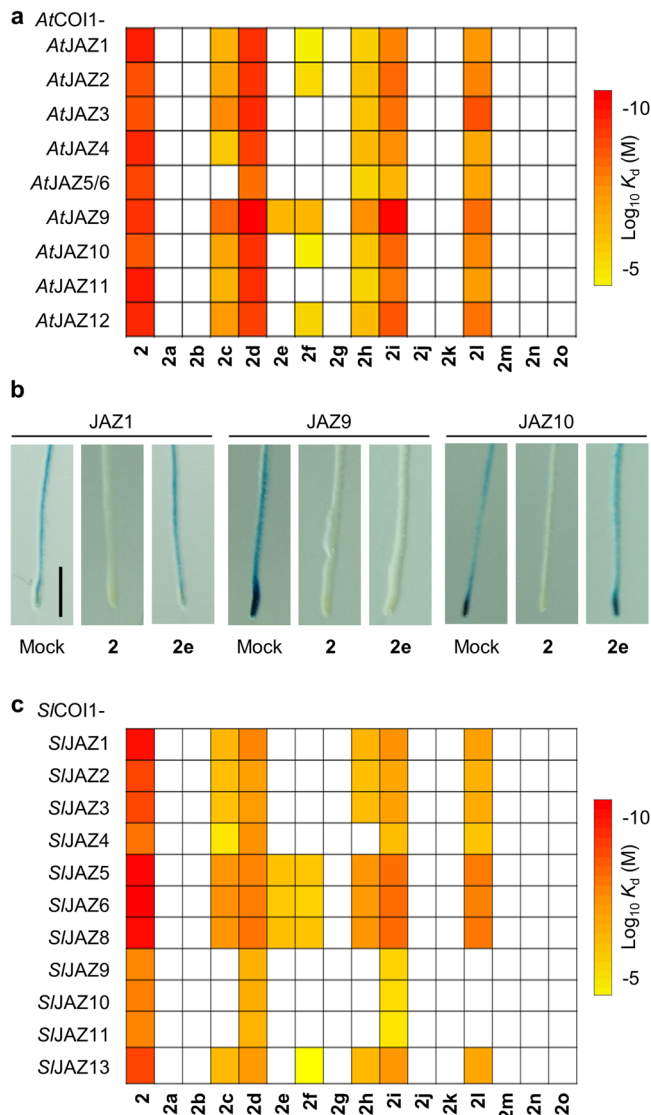 a
AtCOI1-
AtJAZ1
AtJAZ2
AtJAZ3
AtJAZ4
AtJAZ5/6
AtJAZ9
AtJAZ10
AtJAZ11
AtJAZ12
2 2a 2b 2c 2d 2e 2f 2g 2h 2i 2j 2k 2l 2m 2n 2o
-10
Log10 Kd (M)
-5
b
JAZ1 JAZ9 JAZ10
Mock 2 2e Mock 2 2e Mock 2 2e
c
SlCOI1-
SlJAZ1
SlJAZ2
SlJAZ3
SlJAZ4
SlJAZ5
SlJAZ6
SlJAZ8
SlJAZ9
SlJAZ10
SlJAZ11
SlJAZ13
2 2a 2b 2c 2d 2e 2f 2g 2h 2i 2j 2k 2l 2m 2n 2o
-10
Log10 Kd (M)
-5